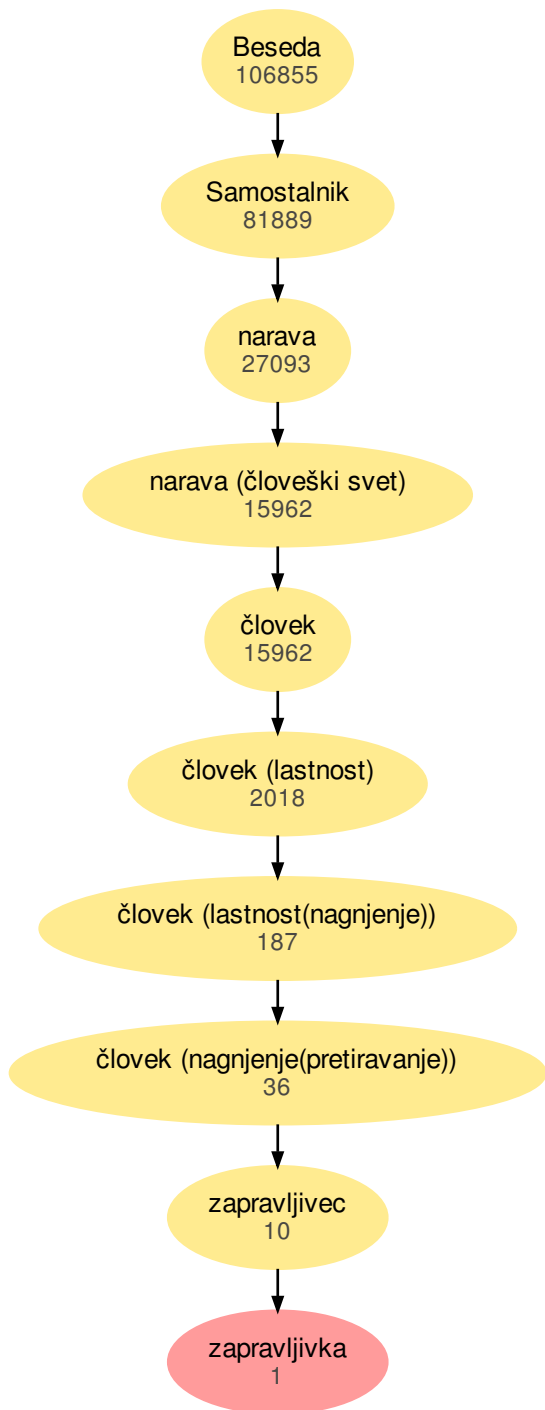 Beseda
106855
Samostalnik
81889
narava
27093
narava (človeški svet)
15962
človek
15962
človek (lastnost)
2018
človek (lastnost(nagnjenje))
187
človek (nagnjenje(pretiravanje))
36
zapravljivec
10
zapravljivka
1